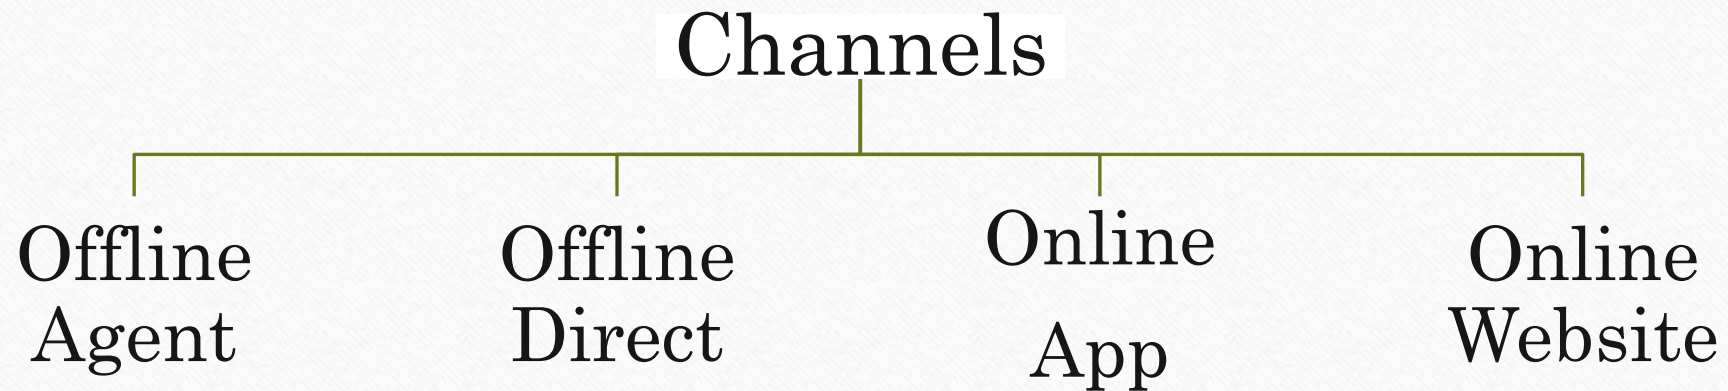 Channels
Offline
Agent
Offline
Direct
Online
App
Online
Website